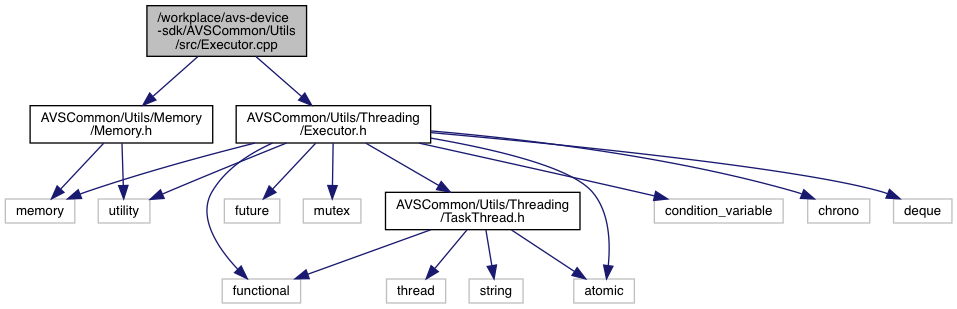 /workplace/avs-device
-sdk/AVSCommon/Utils
/src/Executor.cpp
AVSCommon/Utils/Memory
/Memory.h
AVSCommon/Utils/Threading
/Executor.h
memory
utility
future
mutex
AVSCommon/Utils/Threading
/TaskThread.h
condition_variable
chrono
deque
functional
thread
string
atomic